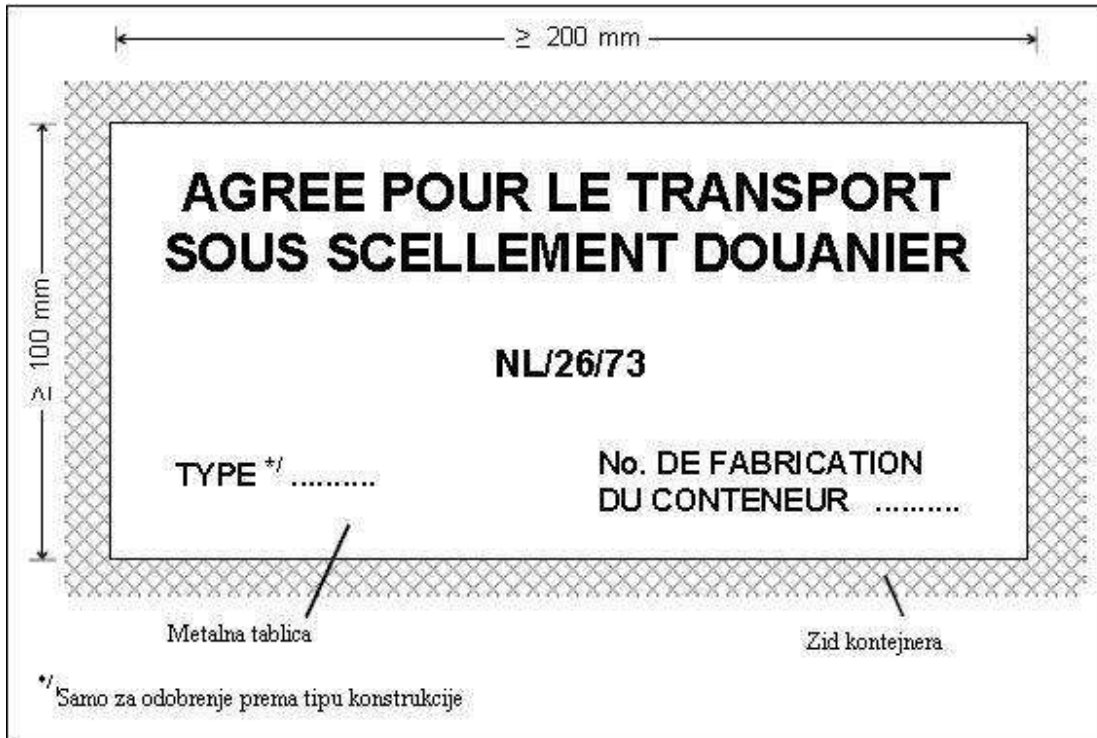 ≥ 200 mm
≥ 100 mm
AGREE POUR LE TRANSPORT
SOUS SCELLEMENT DOUANIER
NL/26/73
TYPE */ ..........
No. DE FABRICATION
DU CONTENEUR ..........
Metalna tablica
Zid kontejnera
*/ Samo za odobrenje prema tipu konstrukcije